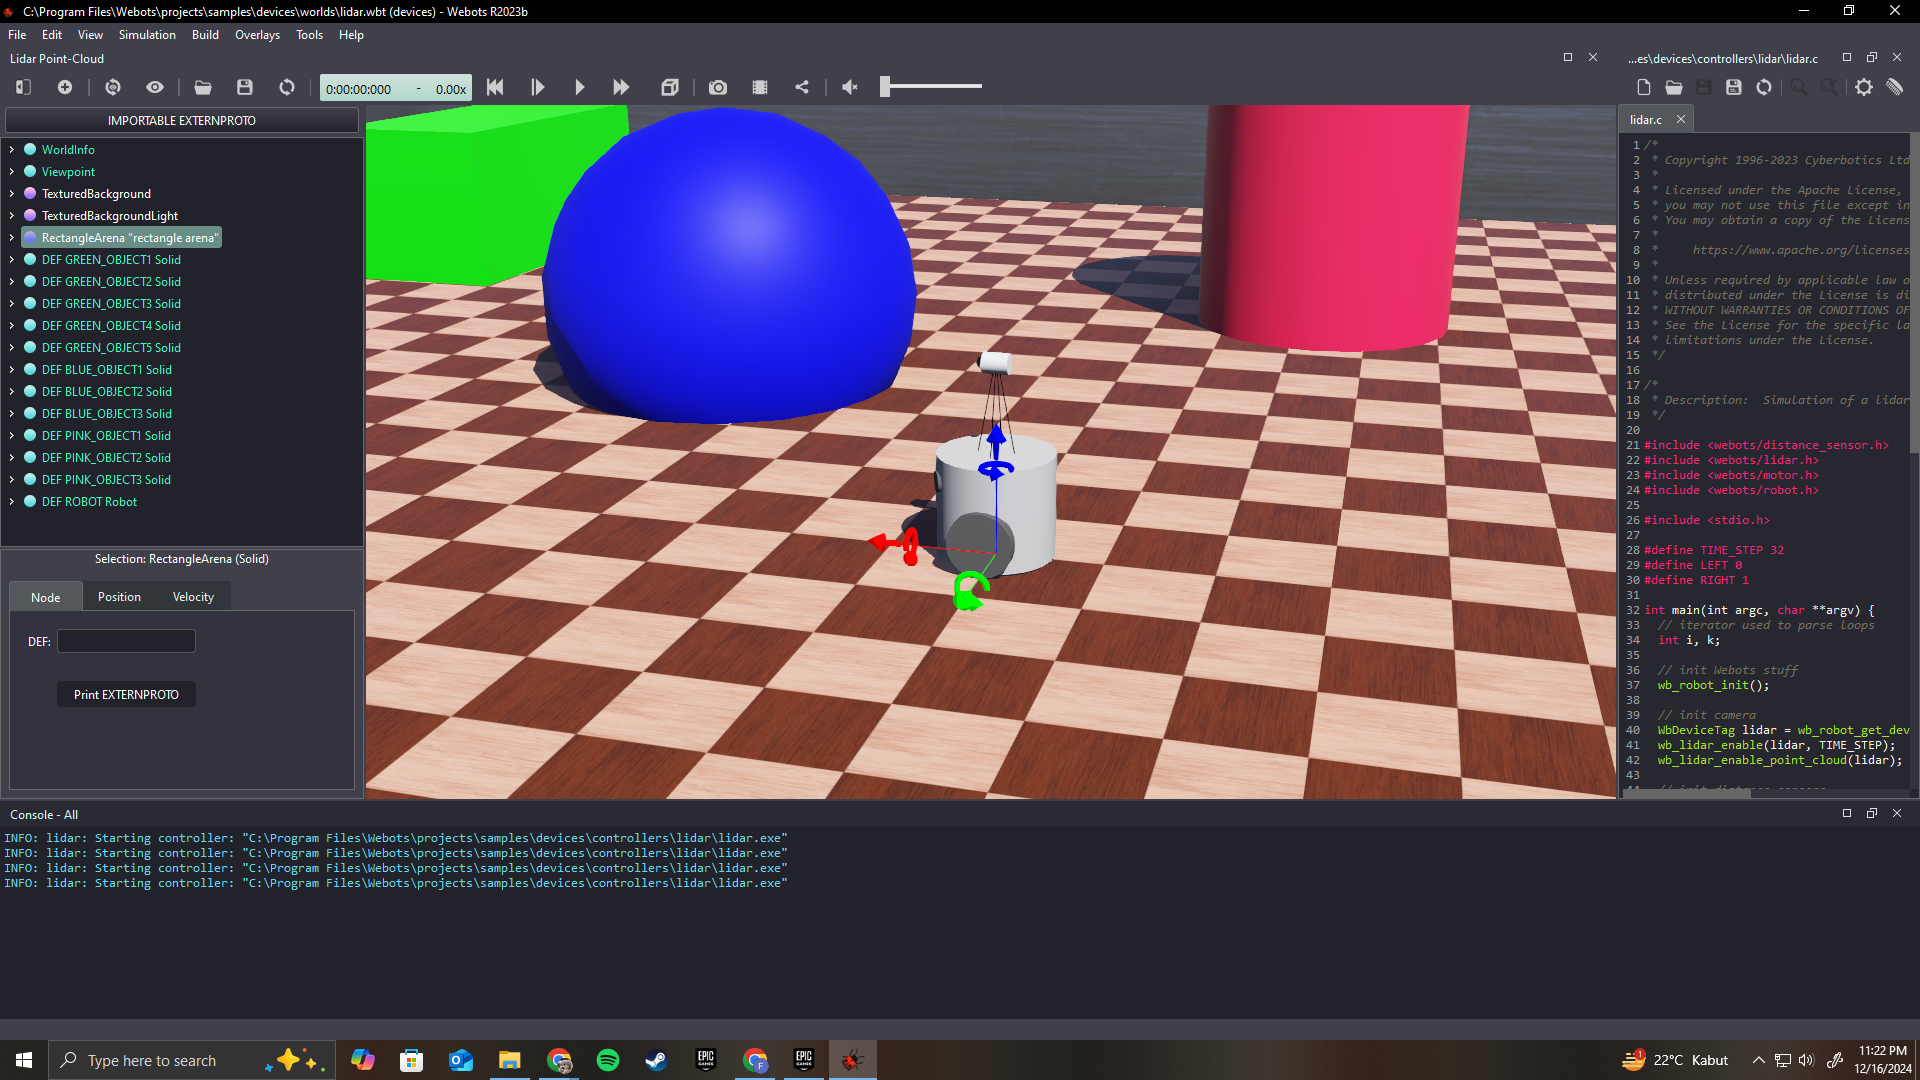 C:\Program Files\Webots\projects\samples\devices\worlds\lidar.wbt (devices) - Webots R2023b
File Edit View Simulation Build Overlays Tools Help
Lidar Point-Cloud
0:00:00:000 - 0.00x
IMPORTABLE EXTERNPROTO
WorldInfo
Viewpoint
TexturedBackground
TexturedBackgroundLight
RectangleArena "rectangle arena"
DEF GREEN_OBJECT1 Solid
DEF GREEN_OBJECT2 Solid
DEF GREEN_OBJECT3 Solid
DEF GREEN_OBJECT4 Solid
DEF GREEN_OBJECT5 Solid
DEF BLUE_OBJECT1 Solid
DEF BLUE_OBJECT2 Solid
DEF BLUE_OBJECT3 Solid
DEF PINK_OBJECT1 Solid
DEF PINK_OBJECT2 Solid
DEF PINK_OBJECT3 Solid
DEF ROBOT Robot
Selection: RectangleArena (Solid)
Node Position Velocity
DEF:
Print EXTERNPROTO
...es\devices\controllers\lidar\lidar.c
lidar.c
1 /*
2 * Copyright 1996-2023 Cyberbotics Ltd
3 *
4 * Licensed under the Apache License,
5 * you may not use this file except in
6 * You may obtain a copy of the Licens
7 *
8 * https://www.apache.org/licenses
9 *
10 * Unless required by applicable law o
11 * distributed under the License is di
12 * WITHOUT WARRANTIES OR CONDITIONS OF
13 * See the License for the specific la
14 * limitations under the License.
15 */
16
17 /*
18 * Description: Simulation of a lidar
19 */
20
21 #include <webots/distance_sensor.h>
22 #include <webots/lidar.h>
23 #include <webots/motor.h>
24 #include <webots/robot.h>
25
26 #include <stdio.h>
27
28 #define TIME_STEP 32
29 #define LEFT 0
30 #define RIGHT 1
31
32 int main(int argc, char **argv) {
33 // iterator used to parse loops
34 int i, k;
35
36 // init Webots stuff
37 wb_robot_init();
38
39 // init camera
40 WbDeviceTag lidar = wb_robot_get_dev
41 wb_lidar_enable(lidar, TIME_STEP);
42 wb_lidar_enable_point_cloud(lidar);
43
Console - All
INFO: lidar: Starting controller: "C:\Program Files\Webots\projects\samples\devices\controllers\lidar\lidar.exe"
INFO: lidar: Starting controller: "C:\Program Files\Webots\projects\samples\devices\controllers\lidar\lidar.exe"
INFO: lidar: Starting controller: "C:\Program Files\Webots\projects\samples\devices\controllers\lidar\lidar.exe"
INFO: lidar: Starting controller: "C:\Program Files\Webots\projects\samples\devices\controllers\lidar\lidar.exe"
Type here to search
EPIC GAMES
F
EPIC GAMES
1
22°C Kabut
11:22 PM
12/16/2024